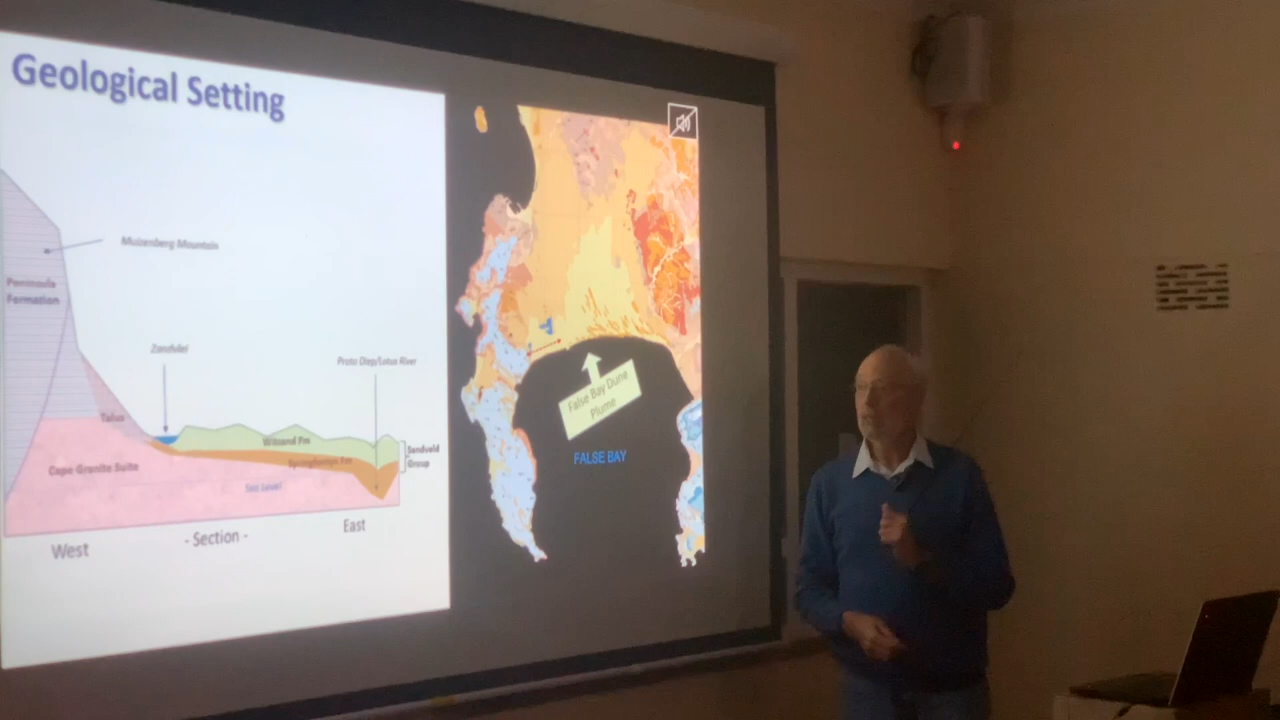 Geological Setting
Muizenberg Mountain
Peninsula
Formation
Zandvlei
Proto Diep/Lotus River
Talus
Witzand Fm
Springfontyn Fm
Sandveld
Group
Cape Granite Suite
Sea Level
West
- Section -
East
False Bay Dune
Plume
FALSE BAY